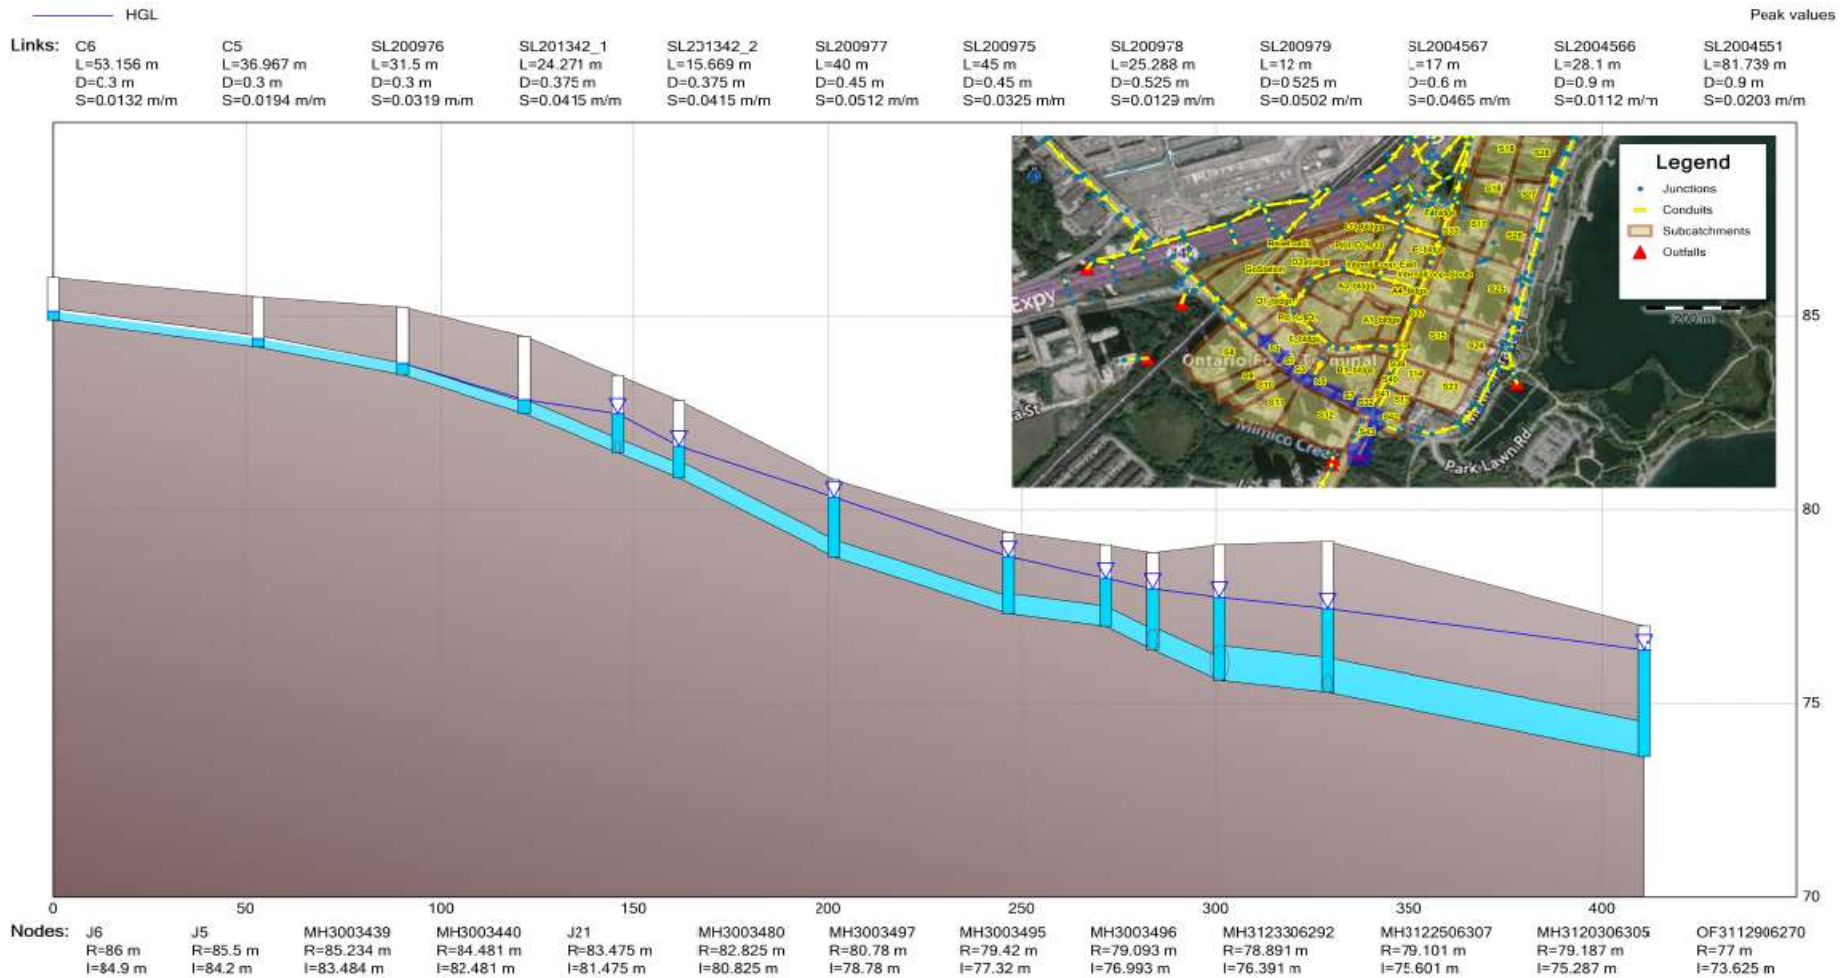 HGL
Peak values
Links: C6 C5 SL200976 SL201342_1 SL201342_2 SL200977 SL200975 SL200978 SL200979 SL2004567 SL2004566 SL2004551
L=53.156 m L=36.967 m L=31.5 m L=24.271 m L=15.669 m L=40 m L=45 m L=25.288 m L=12 m L=17 m L=28.1 m L=81.739 m
D=0.3 m D=0.3 m D=0.3 m D=0.375 m D=0.375 m D=0.45 m D=0.45 m D=0.525 m D=0.525 m D=0.6 m D=0.9 m D=0.9 m
S=0.0132 m/m S=0.0194 m/m S=0.0319 m/m S=0.0415 m/m S=0.0415 m/m S=0.0512 m/m S=0.0325 m/m S=0.0129 m/m S=0.0502 m/m S=0.0465 m/m S=0.0112 m/m S=0.0203 m/m
Legend
Junctions
Conduits
Subcatchments
Outfalls
200 m
Expy
Mimico Cree
Park Lawn Rd
a-St
85
80
75
70
0 50 100 150 200 250 300 350 400
Nodes: J6 J5 MH3003439 MH3003440 J21 MH3003480 MH3003497 MH3003495 MH3003496 MH3123306292 MH3122506307 MH3120306305 OF3112906270
R=86 m R=85.5 m R=85.234 m R=84.481 m R=83.475 m R=82.825 m R=80.78 m R=79.42 m R=79.093 m R=78.891 m R=79.101 m R=79.187 m R=77 m
I=84.9 m I=84.2 m I=83.484 m I=82.481 m I=81.475 m I=80.825 m I=78.78 m I=77.32 m I=76.993 m I=76.391 m I=75.601 m I=75.287 m I=73.625 m